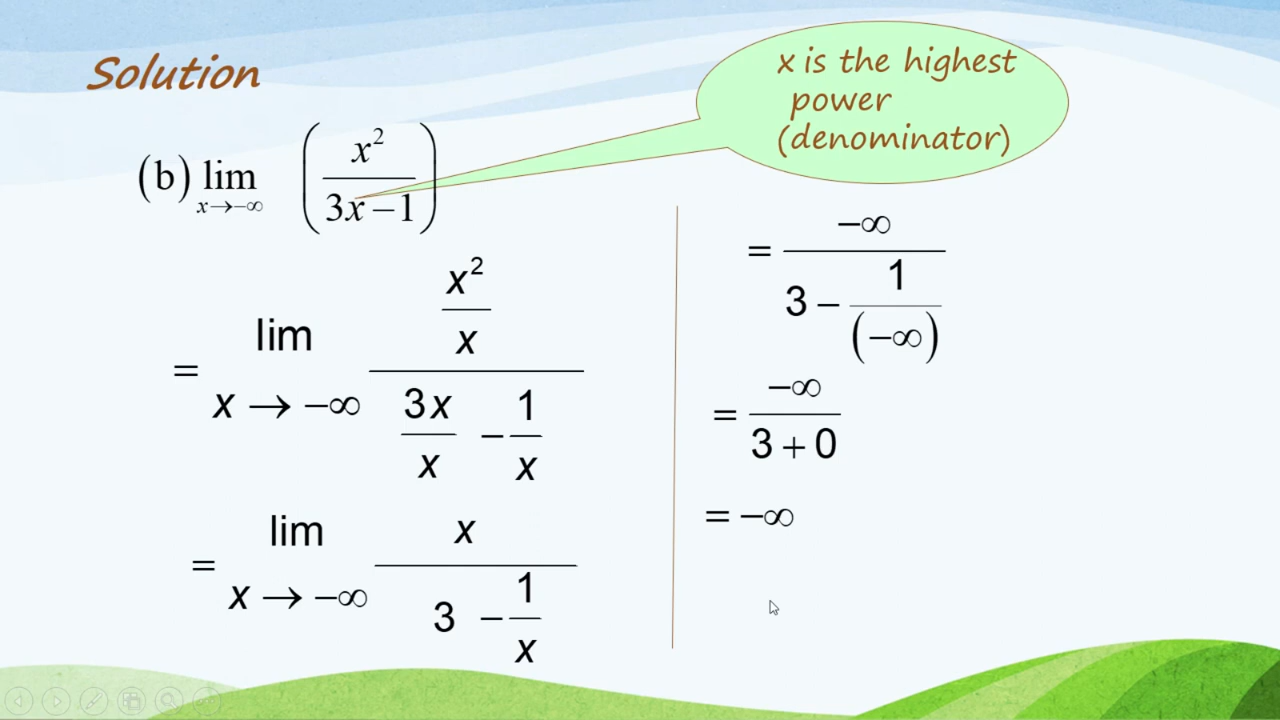 Solution
x is the highest
power
(denominator)
(b) lim x→−∞ (x²/(3x−1))
= lim x→−∞ (x²/x)/(3x/x − 1/x)
= lim x→−∞ x/(3 − 1/x)
= −∞/(3 − 1/(−∞))
= −∞/(3+0)
= −∞